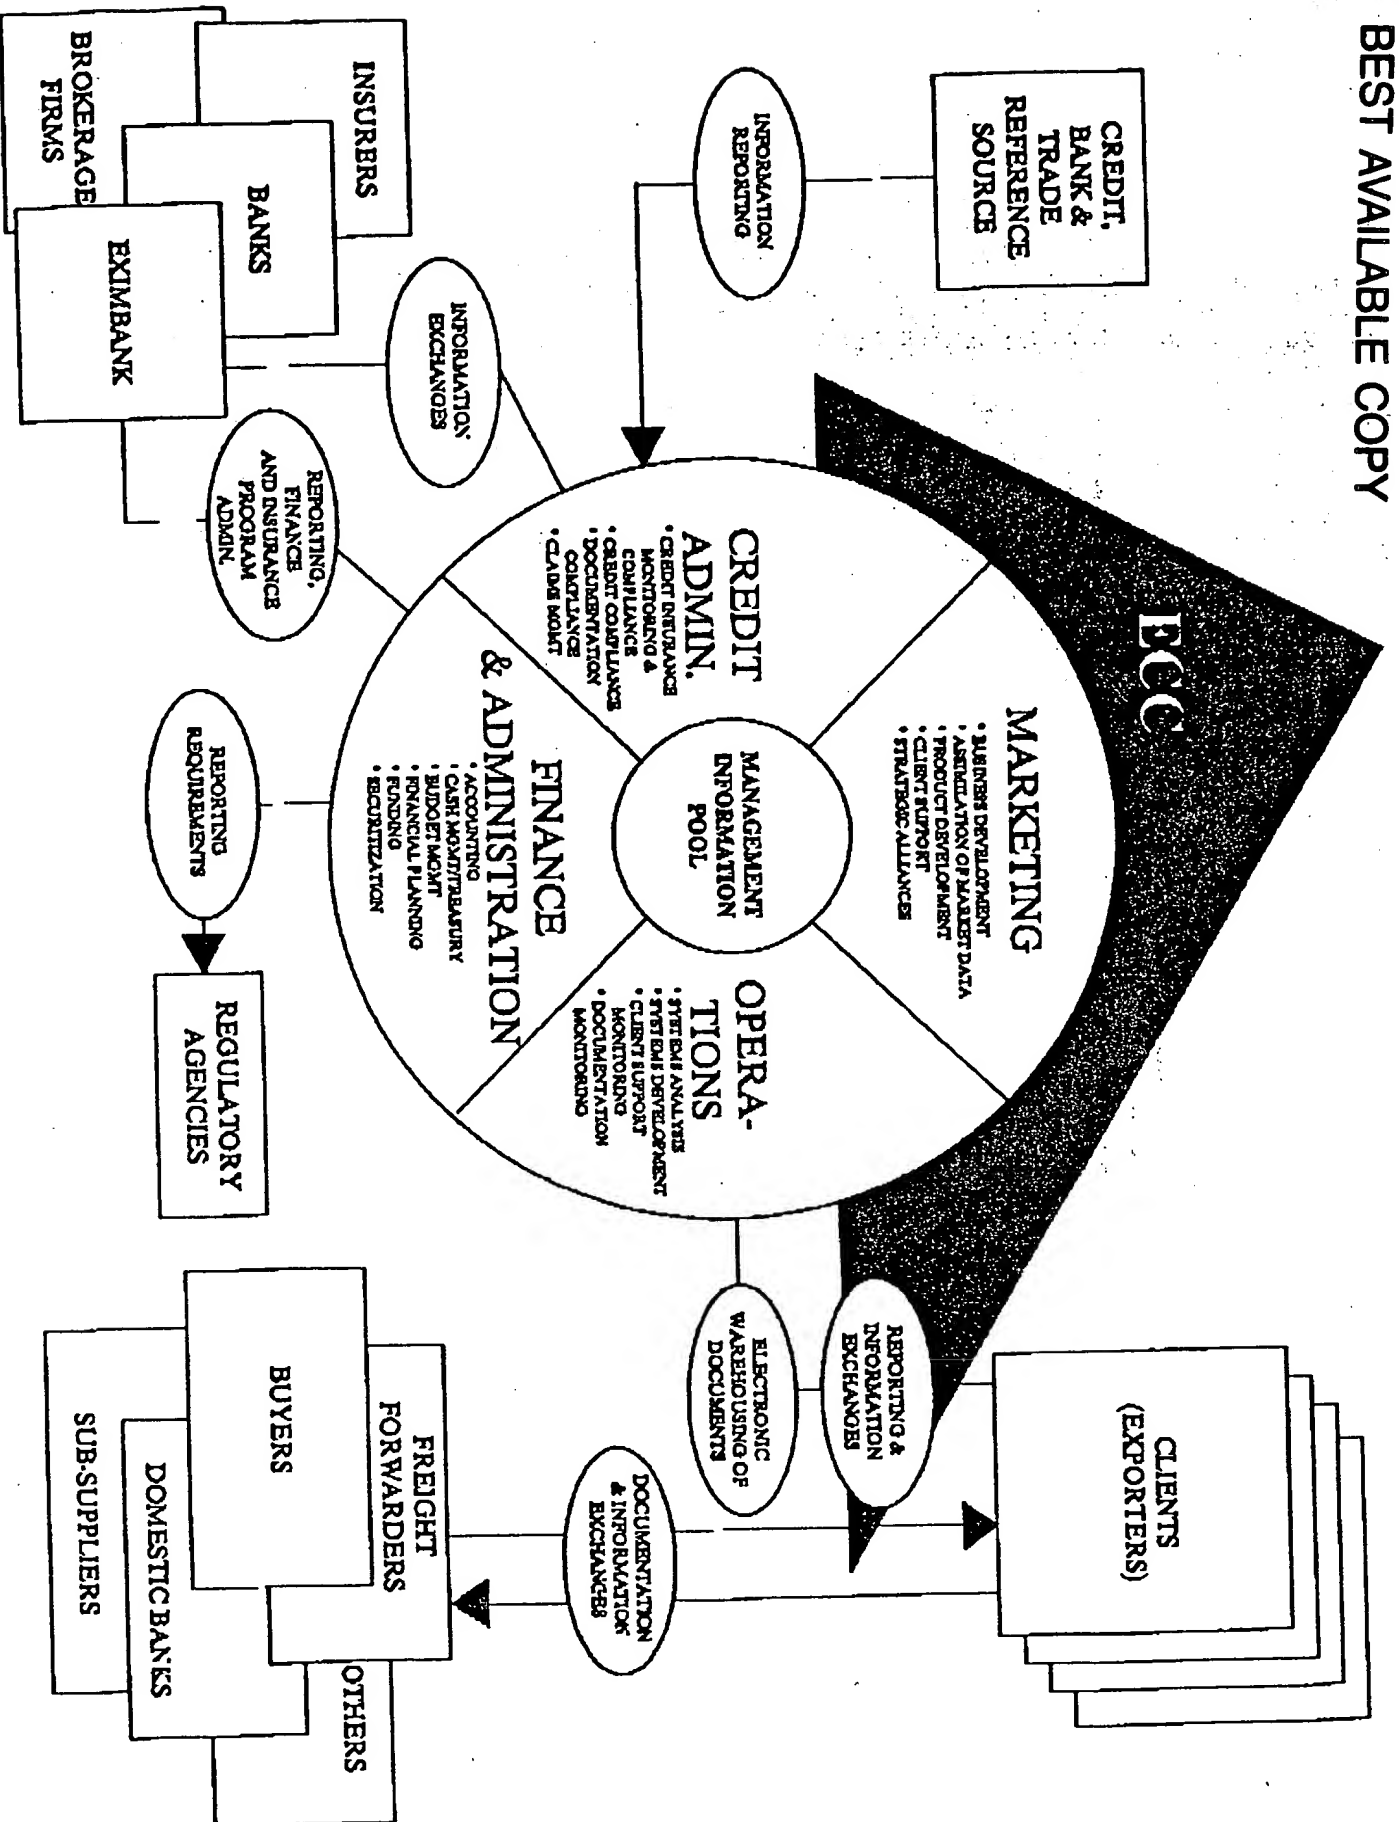 BEST AVAILABLE COPY
CREDIT,
BANK &
TRADE
REFERENCE
SOURCE
INFORMATION
REPORTING
ECC
CLIENTS
(EXPORTERS)
MARKETING
• BUSINESS DEVELOPMENT
• ASSIMILATION OF MARKET DATA
• PRODUCT DEVELOPMENT
• CLIENT SUPPORT
• STRATEGIC ALLIANCES
CREDIT
ADMIN.
• CREDIT INSURANCE
MONITORING &
COMPLIANCE
• CREDIT COMPLIANCE
• DOCUMENTATION
COMPLIANCE
• CLAIMS MGMT
MANAGEMENT
INFORMATION
POOL
OPERA-
TIONS
• SYSTEMS ANALYSIS
• SYSTEMS DEVELOPMENT
• CLIENT SUPPORT
MONITORING
• DOCUMENTATION
MONITORING
FINANCE
& ADMINISTRATION
• ACCOUNTING
• CASH MGMT/TREASURY
• BUDGET MGMT
• FINANCIAL PLANNING
• FUNDING
• SECURITIZATION
REPORTING &
INFORMATION
EXCHANGES
ELECTRONIC
WAREHOUSING OF
DOCUMENTS
DOCUMENTATION
& INFORMATION
EXCHANGES
INFORMATION
EXCHANGES
REPORTING,
FINANCE
AND INSURANCE
PROGRAM
ADMIN.
INSURERS
BANKS
BROKERAGE
FIRMS
EXIMBANK
REPORTING
REQUIREMENTS
REGULATORY
AGENCIES
FREIGHT
FORWARDERS
BUYERS
OTHERS
DOMESTIC BANKS
SUB-SUPPLIERS